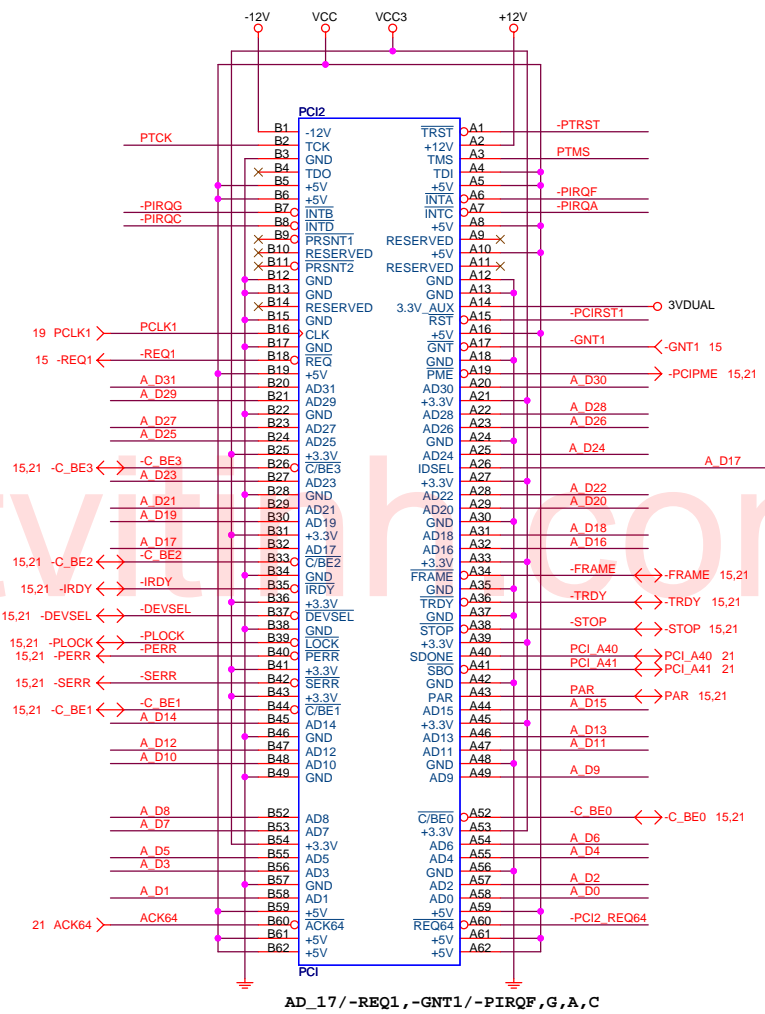 -12V VCC VCC3 +12V
PCI2
B1 -12V TRST A1 -PTRST
PTCK B2 TCK +12V A2
B3 GND TMS A3 PTMS
B4 TDO TDI A4
B5 +5V +5V A5
B6 +5V INTA A6 -PIRQF
-PIRQG B7 INTB INTC A7 -PIRQA
-PIRQC B8 INTD +5V A8
B9 PRSNT1 RESERVED A9
B10 RESERVED +5V A10
B11 PRSNT2 RESERVED A11
B12 GND GND A12
B13 GND GND A13
B14 RESERVED 3.3V_AUX A14 3VDUAL
B15 GND RST A15 -PCIRST1
19 PCLK1 PCLK1 B16 CLK +5V A16
B17 GND GNT A17 -GNT1 -GNT1 15
15 -REQ1 -REQ1 B18 REQ GND A18
B19 +5V PME A19 -PCIPME 15,21
A_D31 B20 AD31 AD30 A20 A_D30
A_D29 B21 AD29 +3.3V A21
B22 GND AD28 A22 A_D28
A_D27 B23 AD27 AD26 A23 A_D26
A_D25 B24 AD25 GND A24
B25 +3.3V AD24 A25 A_D24
15,21 -C_BE3 -C_BE3 B26 C/BE3 IDSEL A26 A_D17
A_D23 B27 AD23 +3.3V A27
B28 GND AD22 A28 A_D22
A_D21 B29 AD21 AD20 A29 A_D20
A_D19 B30 AD19 GND A30
B31 +3.3V AD18 A31 A_D18
A_D17 B32 AD17 AD16 A32 A_D16
15,21 -C_BE2 -C_BE2 B33 C/BE2 +3.3V A33
B34 GND FRAME A34 -FRAME -FRAME 15,21
15,21 -IRDY -IRDY B35 IRDY GND A35
B36 +3.3V TRDY A36 -TRDY -TRDY 15,21
15,21 -DEVSEL -DEVSEL B37 DEVSEL GND A37
B38 GND STOP A38 -STOP -STOP 15,21
15,21 -PLOCK -PLOCK B39 LOCK +3.3V A39
15,21 -PERR -PERR B40 PERR SDONE A40 PCI_A40 PCI_A40 21
B41 +3.3V SBO A41 PCI_A41 PCI_A41 21
15,21 -SERR -SERR B42 SERR GND A42
B43 +3.3V PAR A43 PAR PAR 15,21
15,21 -C_BE1 -C_BE1 B44 C/BE1 AD15 A44 A_D15
A_D14 B45 AD14 +3.3V A45
B46 GND AD13 A46 A_D13
A_D12 B47 AD12 AD11 A47 A_D11
A_D10 B48 AD10 GND A48
B49 GND AD9 A49 A_D9
A_D8 B52 AD8 C/BE0 A52 -C_BE0 -C_BE0 15,21
A_D7 B53 AD7 +3.3V A53
B54 +3.3V AD6 A54 A_D6
A_D5 B55 AD5 AD4 A55 A_D4
A_D3 B56 AD3 GND A56
B57 GND AD2 A57 A_D2
A_D1 B58 AD1 AD0 A58 A_D0
B59 +5V +5V A59
21 ACK64 ACK64 B60 ACK64 REQ64 A60 -PCI2_REQ64
B61 +5V +5V A61
B62 +5V +5V A62
PCI
AD_17/-REQ1,-GNT1/-PIRQF,G,A,C